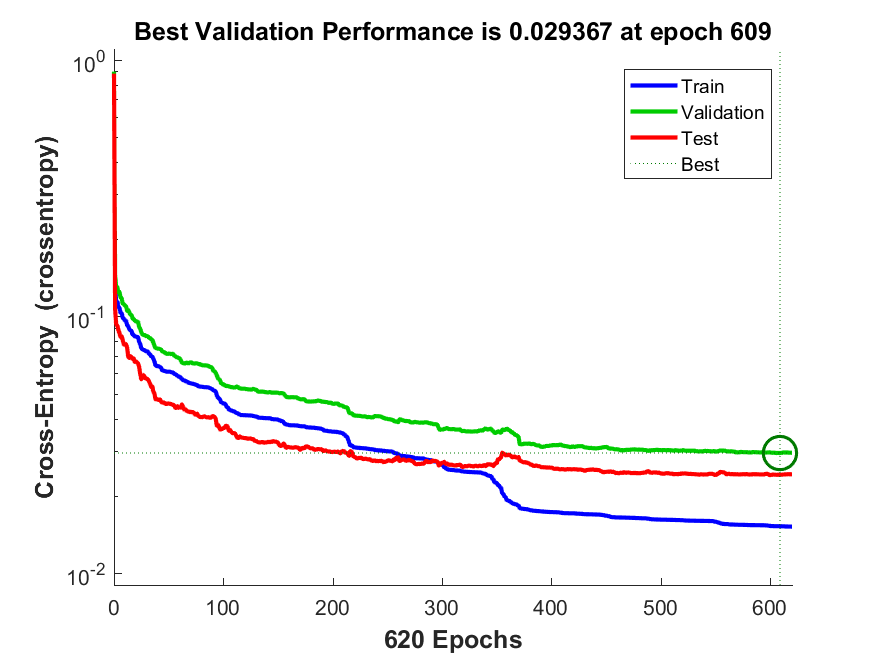 Best Validation Performance is 0.029367 at epoch 609
Cross-Entropy  (crossentropy)
10^0
10^-1
10^-2
Train
Validation
Test
Best
0 100 200 300 400 500 600
620 Epochs